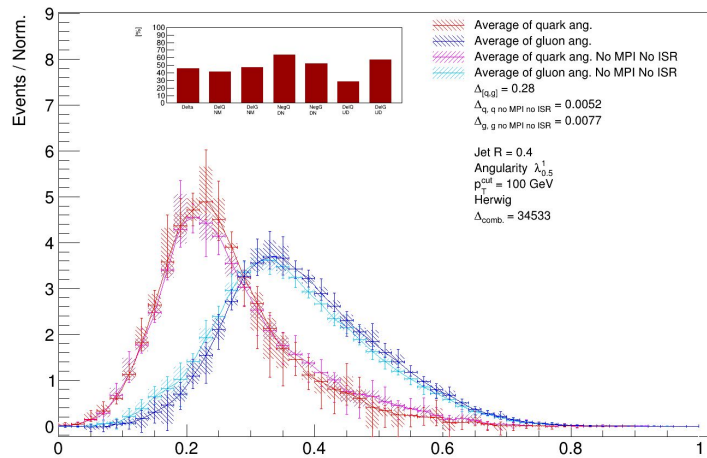 Events / Norm.
9
8
7
6
5
4
3
2
1
0
0
0.2
0.4
0.6
0.8
1
[%]
100
90
80
70
60
50
40
30
20
10
0
Delta
DelQ
NM
DelG
NM
NegQ
DN
NegG
DN
DelQ
UD
DelG
UD
Average of quark ang.
Average of gluon ang.
Average of quark ang. No MPI No ISR
Average of gluon ang. No MPI No ISR
Δ[q,g] = 0.28
Δq, q no MPI no ISR = 0.0052
Δg, g no MPI no ISR = 0.0077
Jet R = 0.4
Angularity λ¹0.5
pTcut = 100 GeV
Herwig
Δcomb. = 34533